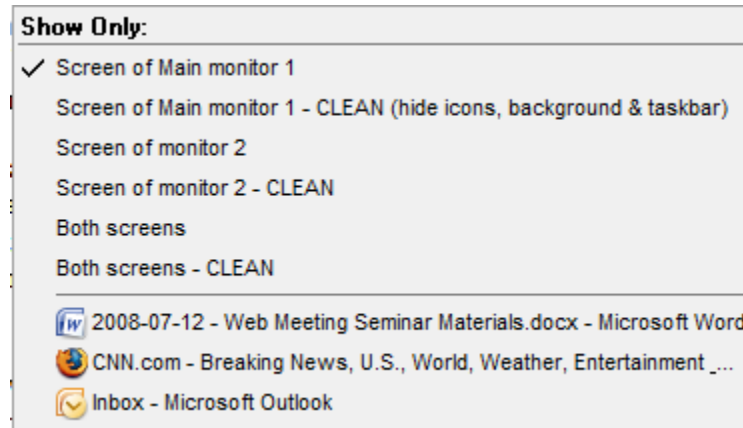 Show Only:
Screen of Main monitor 1
Screen of Main monitor 1 - CLEAN (hide icons, background & taskbar)
Screen of monitor 2
Screen of monitor 2 - CLEAN
Both screens
Both screens - CLEAN
2008-07-12 - Web Meeting Seminar Materials.docx - Microsoft Word
CNN.com - Breaking News, U.S., World, Weather, Entertainment _...
Inbox - Microsoft Outlook